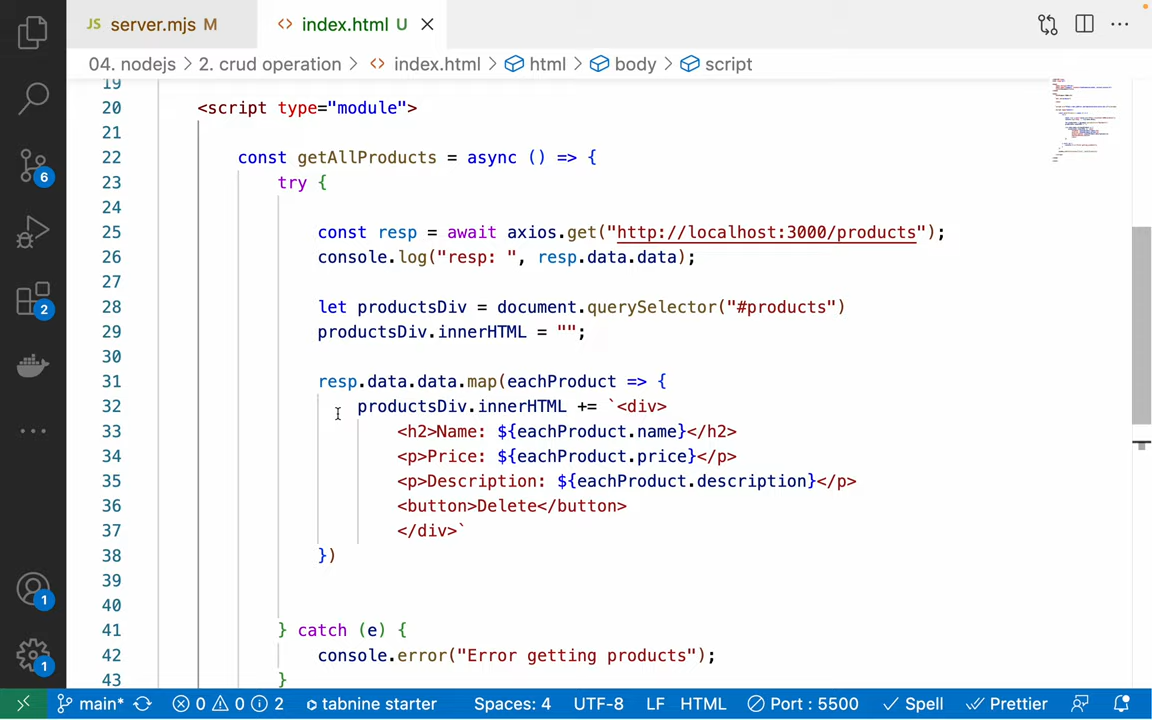 JS server.mjs M
<> index.html U
04. nodejs > 2. crud operation > <> index.html > html > body > script
19
20 <script type="module">
21
22 const getAllProducts = async () => {
23 try {
24
25 const resp = await axios.get("http://localhost:3000/products");
26 console.log("resp: ", resp.data.data);
27
28 let productsDiv = document.querySelector("#products")
29 productsDiv.innerHTML = "";
30
31 resp.data.data.map(eachProduct => {
32 productsDiv.innerHTML += `<div>
33 <h2>Name: ${eachProduct.name}</h2>
34 <p>Price: ${eachProduct.price}</p>
35 <p>Description: ${eachProduct.description}</p>
36 <button>Delete</button>
37 </div>`
38 })
39
40
41 } catch (e) {
42 console.error("Error getting products");
43 }
6
2
1
1
main* 0 0 2 tabnine starter Spaces: 4 UTF-8 LF HTML Port : 5500 Spell Prettier